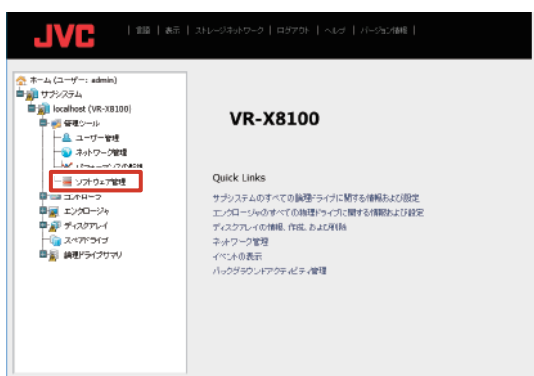 JVC
| 言語 | 表示 | ストレージネットワーク | ログアウト | ヘルプ | バージョン情報 |
ホーム (ユーザー: admin)
サブシステム
localhost (VR-X8100)
管理ツール
ユーザー管理
ネットワーク管理
ソフトウェア管理
コントローラ
エンクロージャ
ディスクアレイ
スペアドライブ
論理ドライブサマリ
VR-X8100
Quick Links
サブシステムのすべての論理ドライブに関する情報および設定
エンクロージャのすべての物理ドライブに関する情報および設定
ディスクアレイの情報、作成、および削除
ネットワーク管理
イベントの表示
バックグラウンドアクティビティ管理